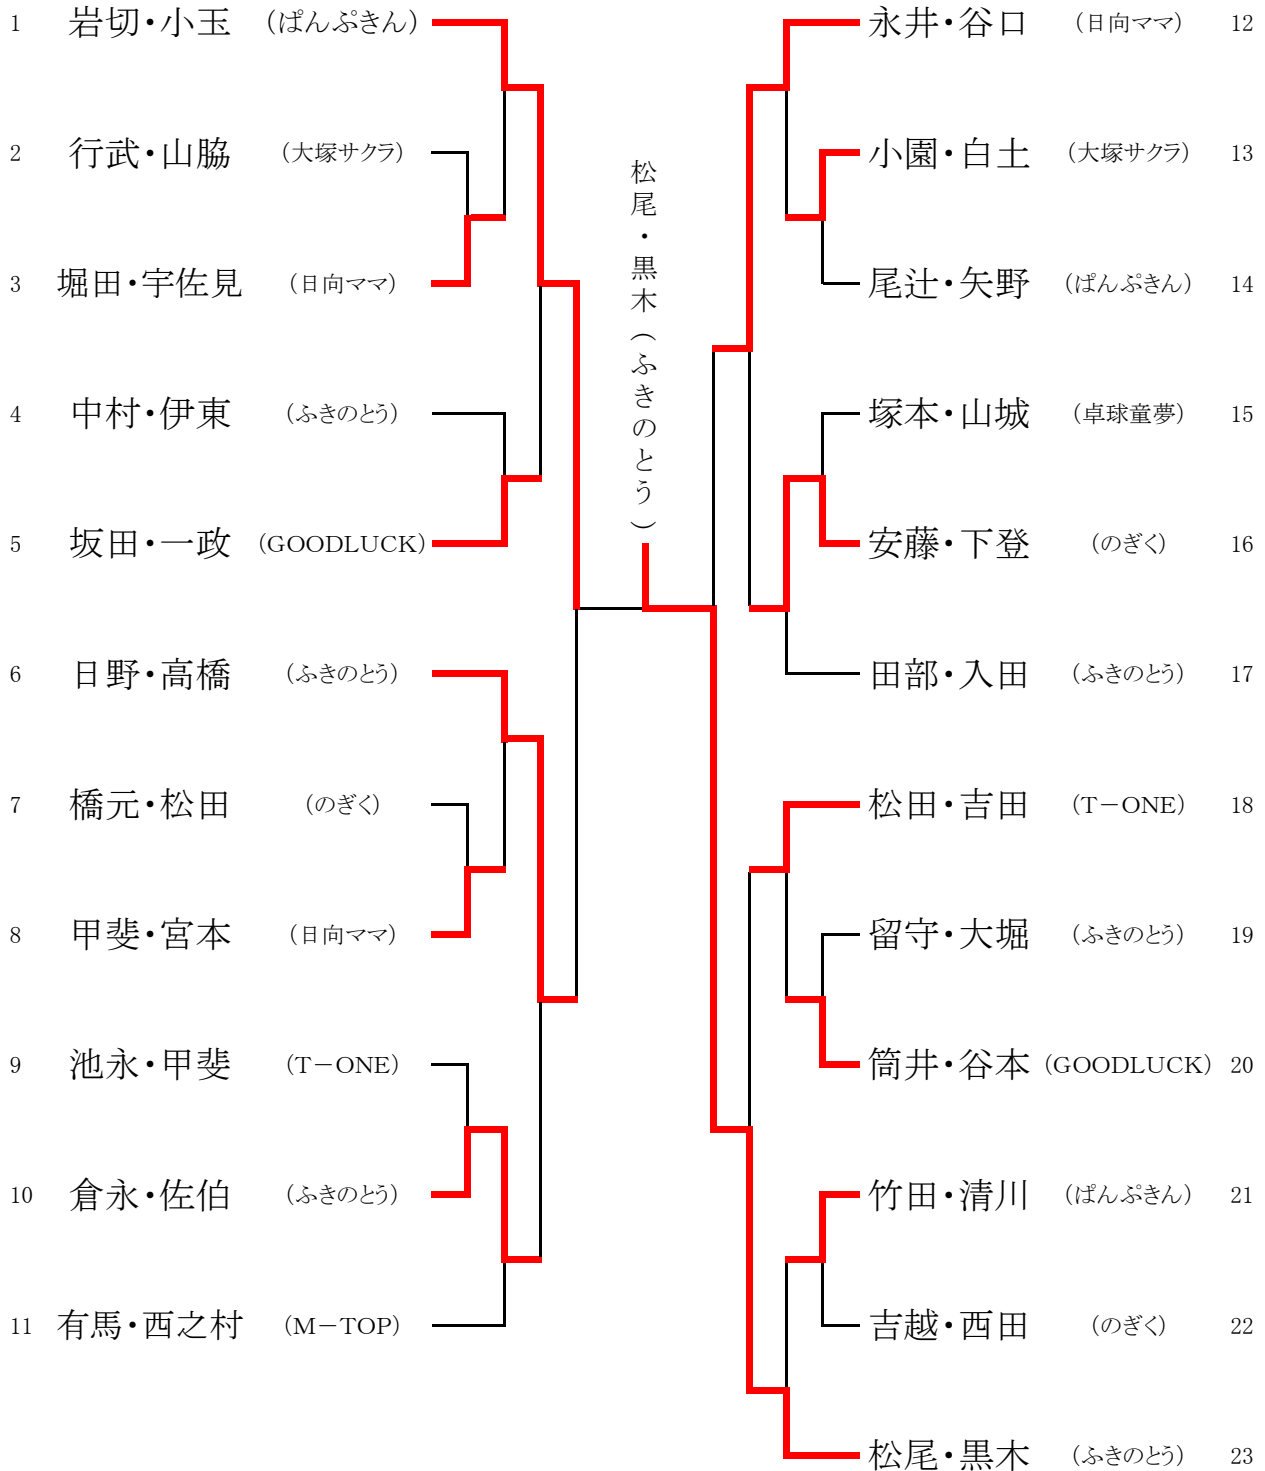 1 岩切・小玉 (ぱんぷきん)
2 行武・山脇 (大塚サクラ)
3 堀田・宇佐見 (日向ママ)
4 中村・伊東 (ふきのとう)
5 坂田・一政 (GOODLUCK)
6 日野・高橋 (ふきのとう)
7 橋元・松田 (のぎく)
8 甲斐・宮本 (日向ママ)
9 池永・甲斐 (T-ONE)
10 倉永・佐伯 (ふきのとう)
11 有馬・西之村 (M-TOP)
松尾・黒木(ふきのとう)
永井・谷口 (日向ママ) 12
小園・白土 (大塚サクラ) 13
尾辻・矢野 (ぱんぷきん) 14
塚本・山城 (卓球童夢) 15
安藤・下登 (のぎく) 16
田部・入田 (ふきのとう) 17
松田・吉田 (T-ONE) 18
留守・大堀 (ふきのとう) 19
筒井・谷本 (GOODLUCK) 20
竹田・清川 (ぱんぷきん) 21
吉越・西田 (のぎく) 22
松尾・黒木 (ふきのとう) 23